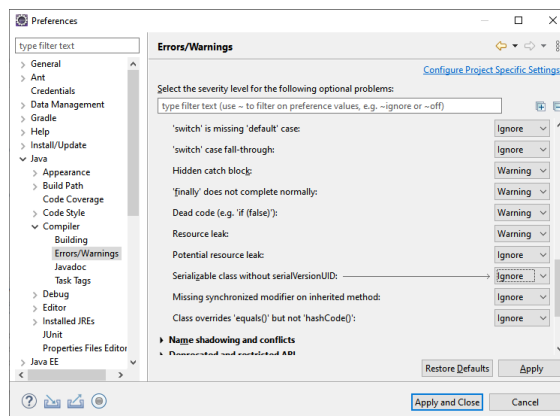 Preferences
type filter text
General
Ant
Credentials
Data Management
Gradle
Help
Install/Update
Java
Appearance
Build Path
Code Coverage
Code Style
Compiler
Building
Errors/Warnings
Javadoc
Task Tags
Debug
Editor
Installed JREs
JUnit
Properties Files Editor
Java EE
Errors/Warnings
Configure Project Specific Settings
Select the severity level for the following optional problems:
type filter text (use ~ to filter on preference values, e.g. ~ignore or ~off)
'switch' is missing 'default' case: Ignore
'switch' case fall-through: Ignore
Hidden catch block: Warning
'finally' does not complete normally: Warning
Dead code (e.g. 'if (false)'): Warning
Resource leak: Warning
Potential resource leak: Ignore
Serializable class without serialVersionUID: Ignore
Missing synchronized modifier on inherited method: Ignore
Class overrides 'equals()' but not 'hashCode()': Ignore
Name shadowing and conflicts
Deprecated and restricted API
Restore Defaults Apply
Apply and Close Cancel